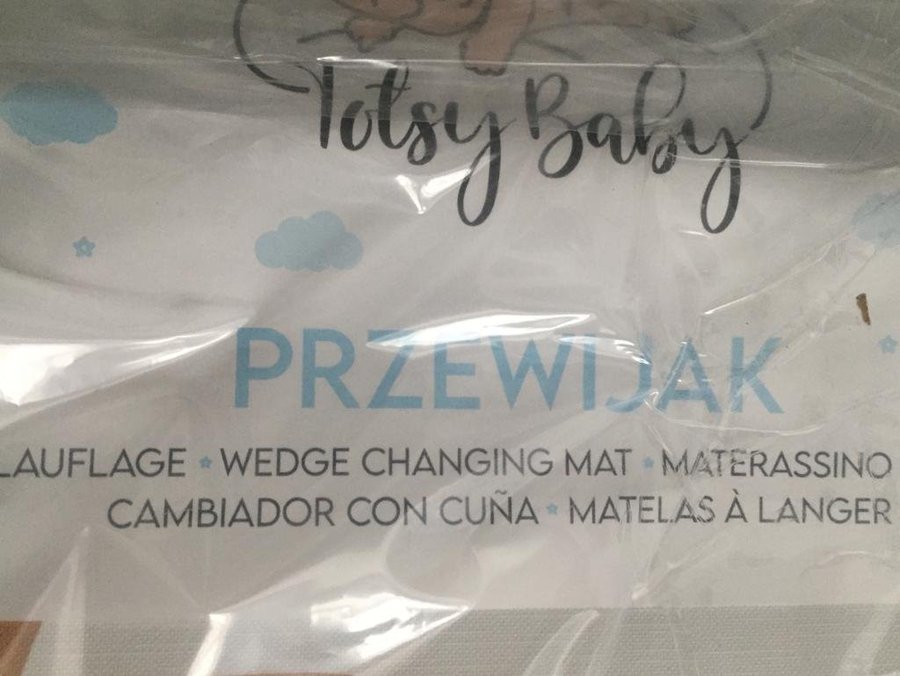 Totsy Baby
PRZEWIJAK
LAUFLAGE * WEDGE CHANGING MAT * MATERASSINO
CAMBIADOR CON CUÑA * MATELAS À LANGER